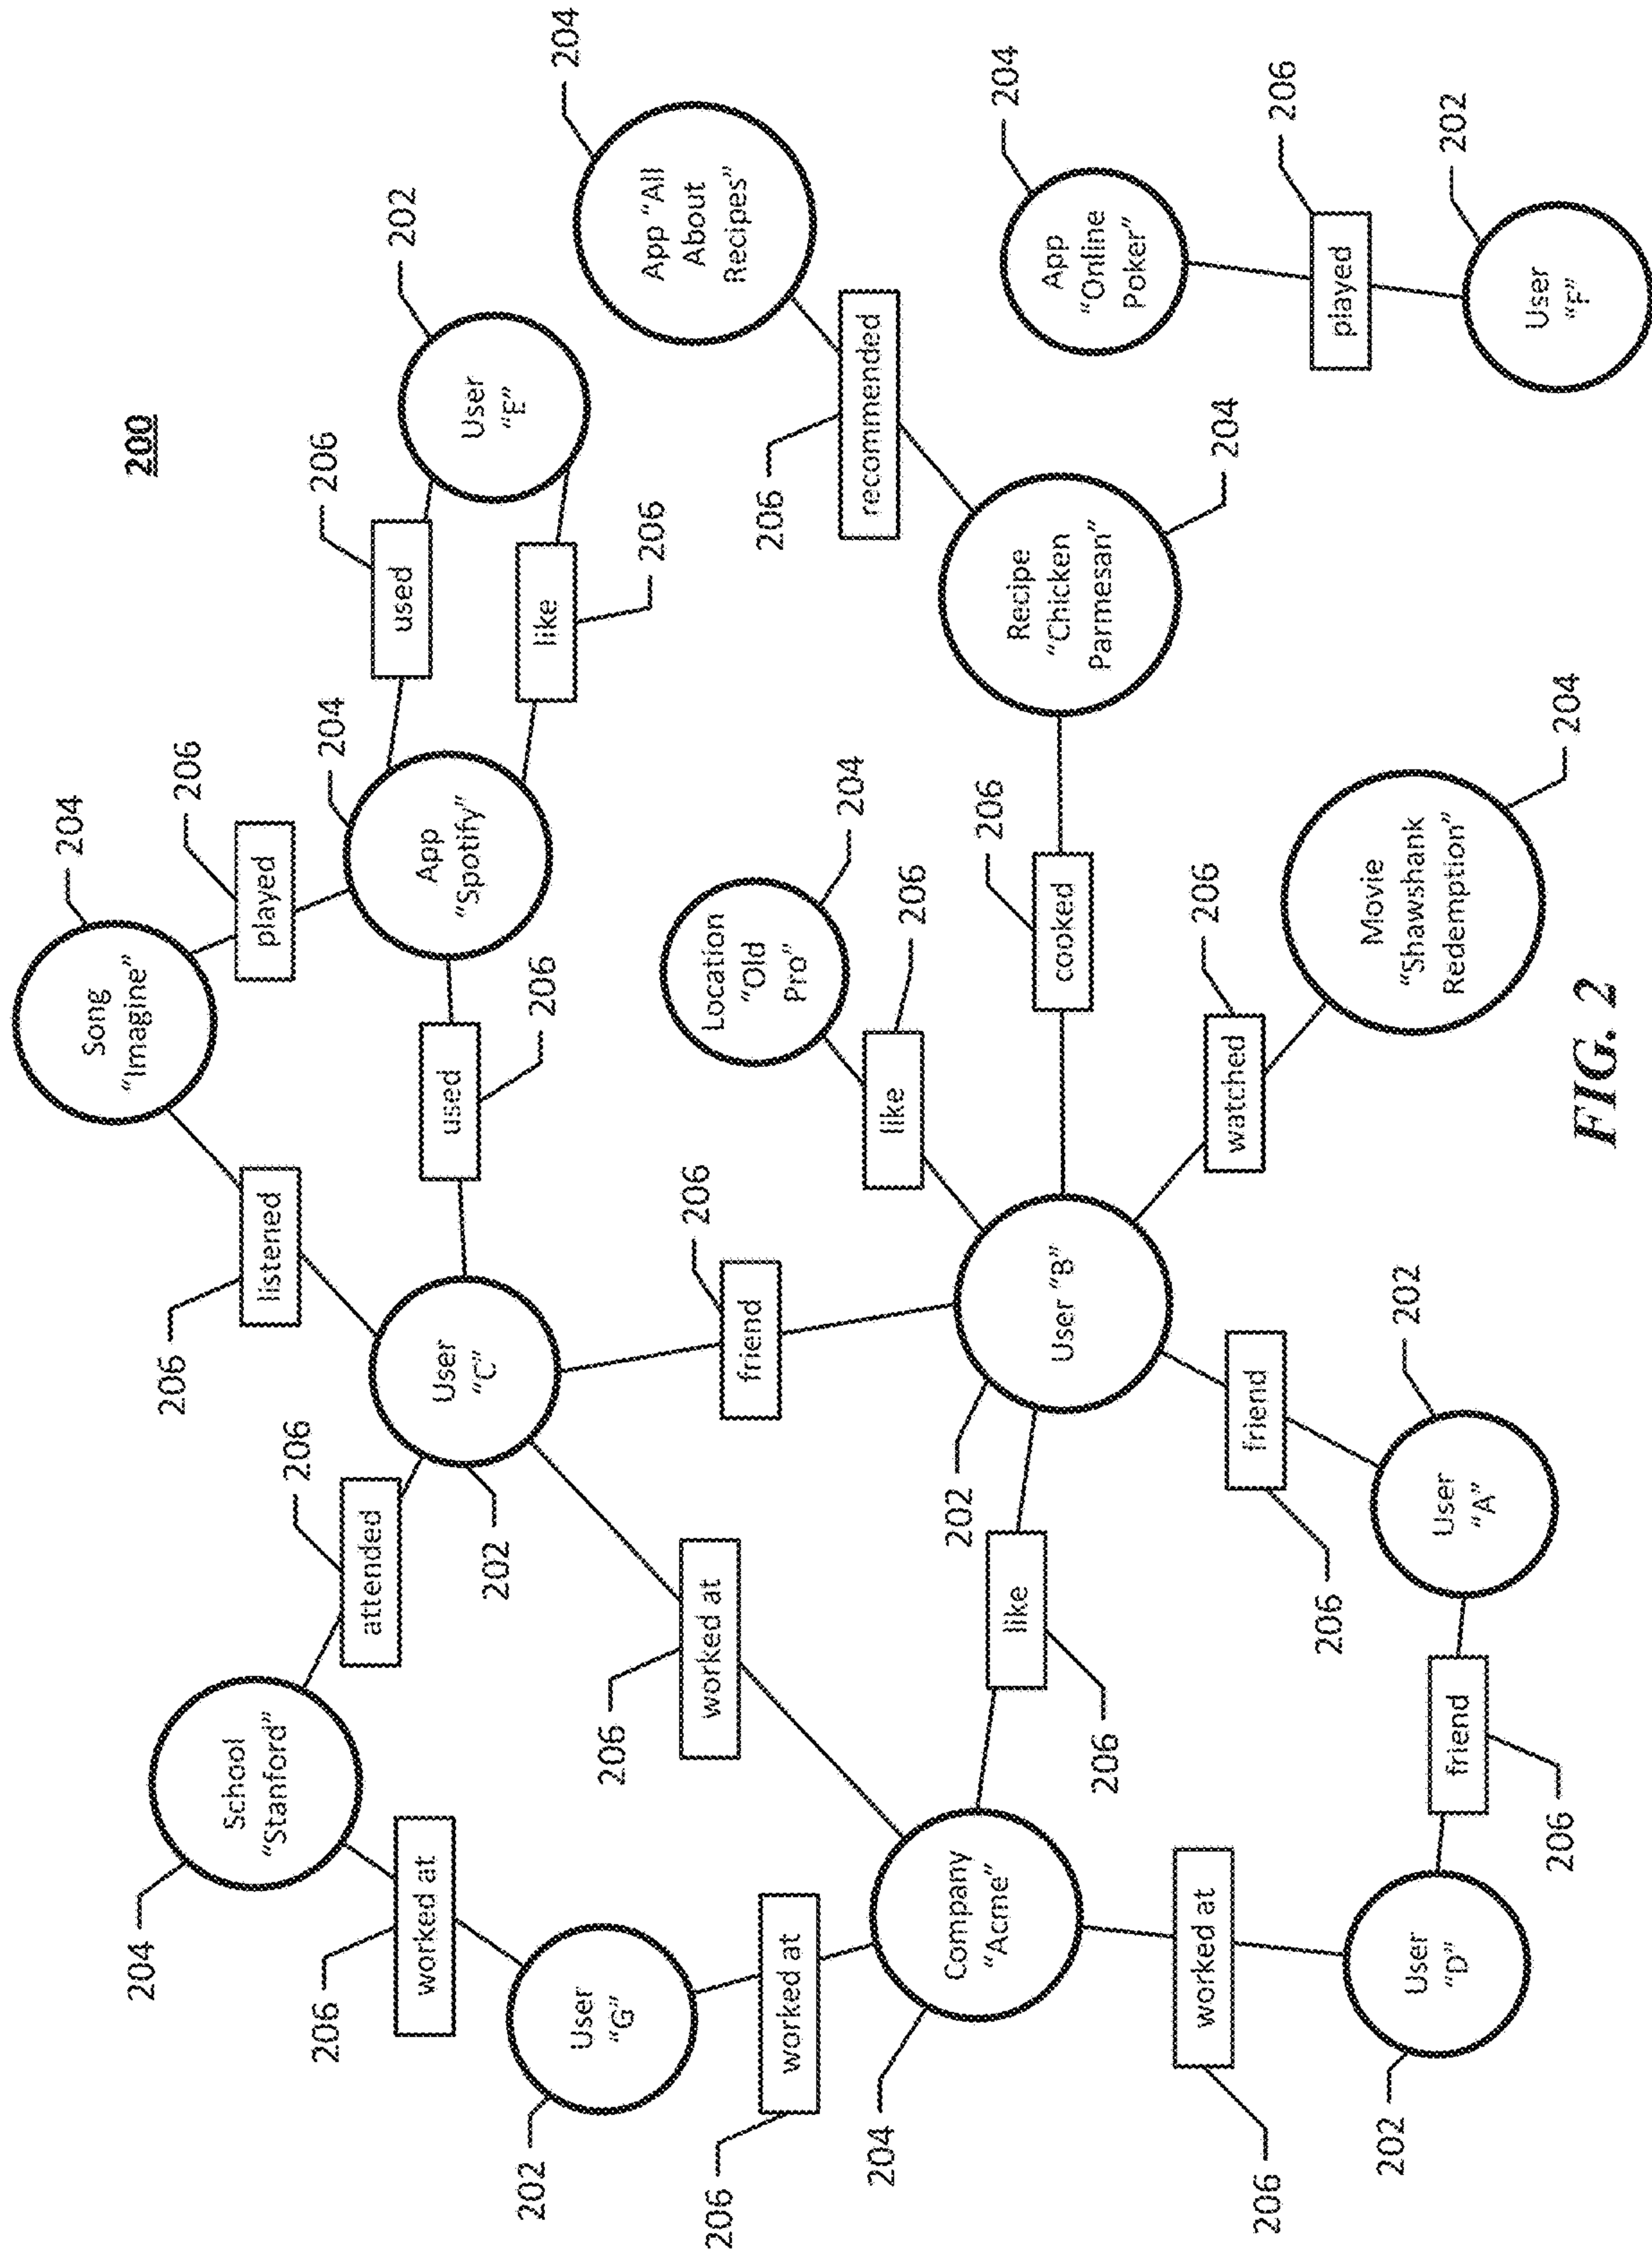 200
204
Song
"Imagine"
204
School
"Stanford"
206
listened
206
played
206
206
worked at
206
attended
202
User
"C"
202
206
used
204
App
"Spotify"
206
used
202
User
"E"
like
206
202
User
"G"
206
worked at
206
worked at
friend
206
Location
"Old
Pro"
204
like
206
204
App "All
About
Recipes"
recommended
206
204
Company
"Acme"
like
206
202
User "B"
206
cooked
Recipe
"Chicken
Parmesan"
204
App
"Online
Poker"
204
worked at
206
friend
206
206
watched
played
206
202
User
"D"
friend
206
User
"A"
202
Movie
"Shawshank
Redemption"
204
User
"F"
202
FIG. 2